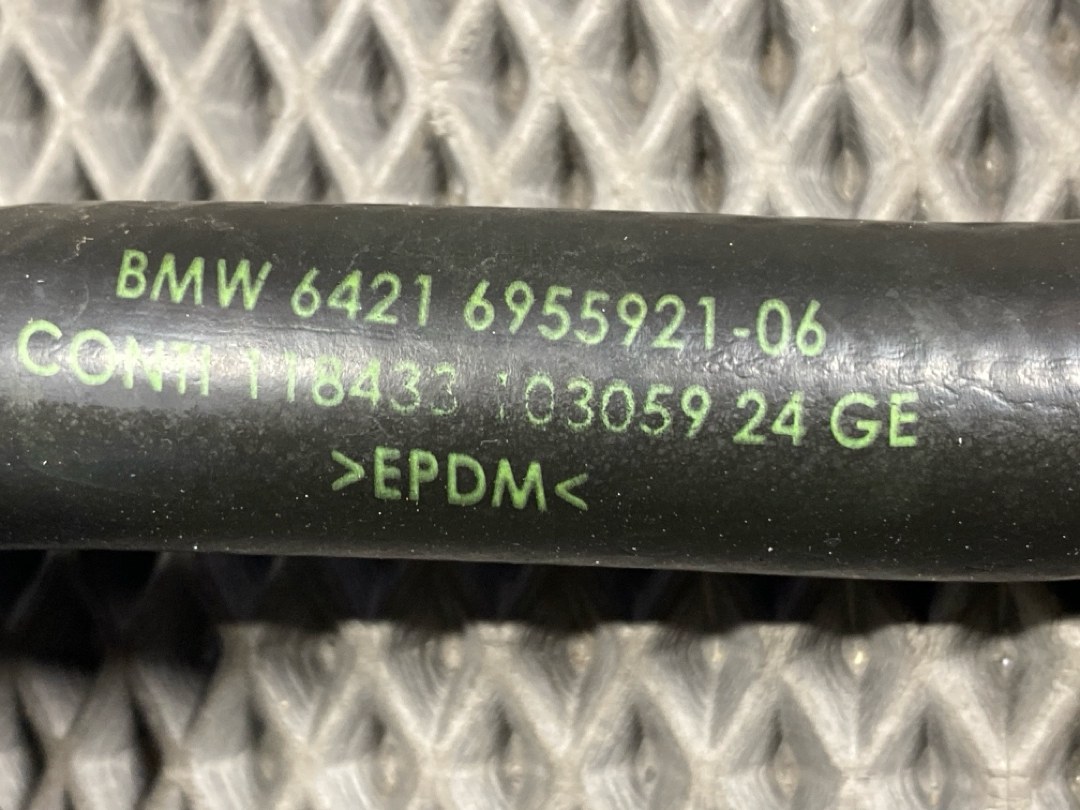 BMW 6421 6955921-06
CONTI 118433 103059 24 GE
>EPDM<